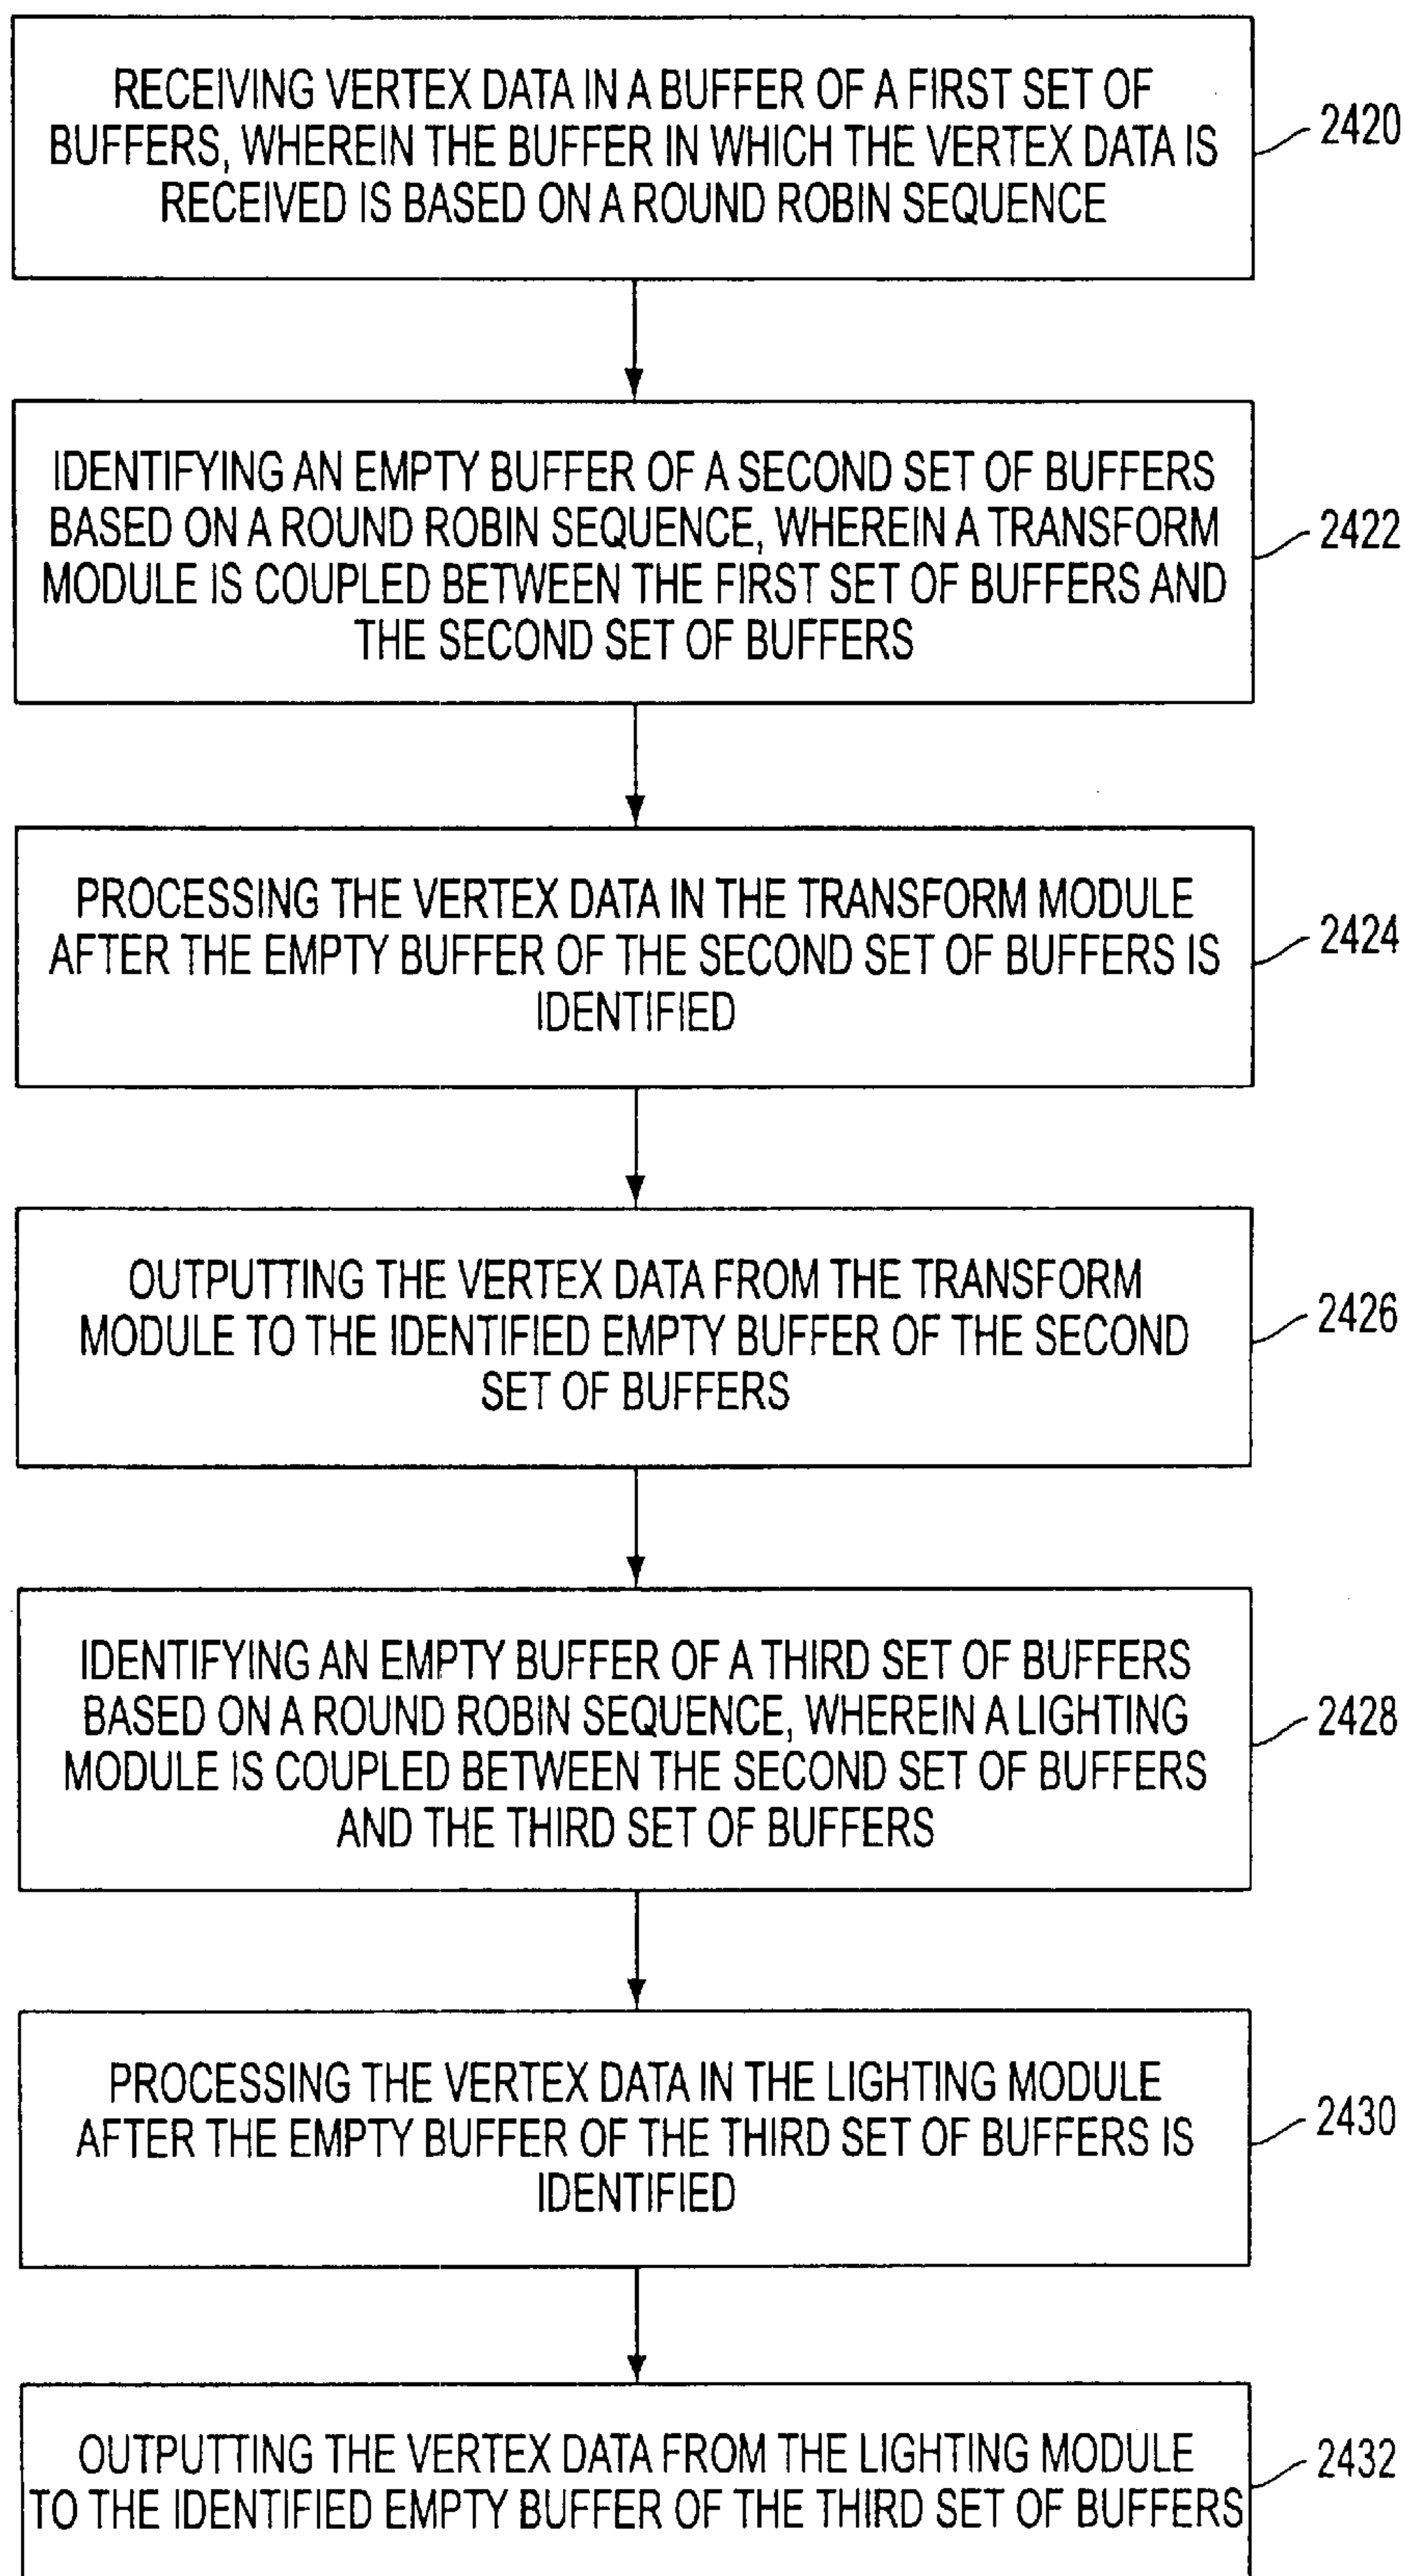 RECEIVING VERTEX DATA IN A BUFFER OF A FIRST SET OF
BUFFERS, WHEREIN THE BUFFER IN WHICH THE VERTEX DATA IS
RECEIVED IS BASED ON A ROUND ROBIN SEQUENCE
2420
IDENTIFYING AN EMPTY BUFFER OF A SECOND SET OF BUFFERS
BASED ON A ROUND ROBIN SEQUENCE, WHEREIN A TRANSFORM
MODULE IS COUPLED BETWEEN THE FIRST SET OF BUFFERS AND
THE SECOND SET OF BUFFERS
2422
PROCESSING THE VERTEX DATA IN THE TRANSFORM MODULE
AFTER THE EMPTY BUFFER OF THE SECOND SET OF BUFFERS IS
IDENTIFIED
2424
OUTPUTTING THE VERTEX DATA FROM THE TRANSFORM
MODULE TO THE IDENTIFIED EMPTY BUFFER OF THE SECOND
SET OF BUFFERS
2426
IDENTIFYING AN EMPTY BUFFER OF A THIRD SET OF BUFFERS
BASED ON A ROUND ROBIN SEQUENCE, WHEREIN A LIGHTING
MODULE IS COUPLED BETWEEN THE SECOND SET OF BUFFERS
AND THE THIRD SET OF BUFFERS
2428
PROCESSING THE VERTEX DATA IN THE LIGHTING MODULE
AFTER THE EMPTY BUFFER OF THE THIRD SET OF BUFFERS IS
IDENTIFIED
2430
OUTPUTTING THE VERTEX DATA FROM THE LIGHTING MODULE
TO THE IDENTIFIED EMPTY BUFFER OF THE THIRD SET OF BUFFERS
2432